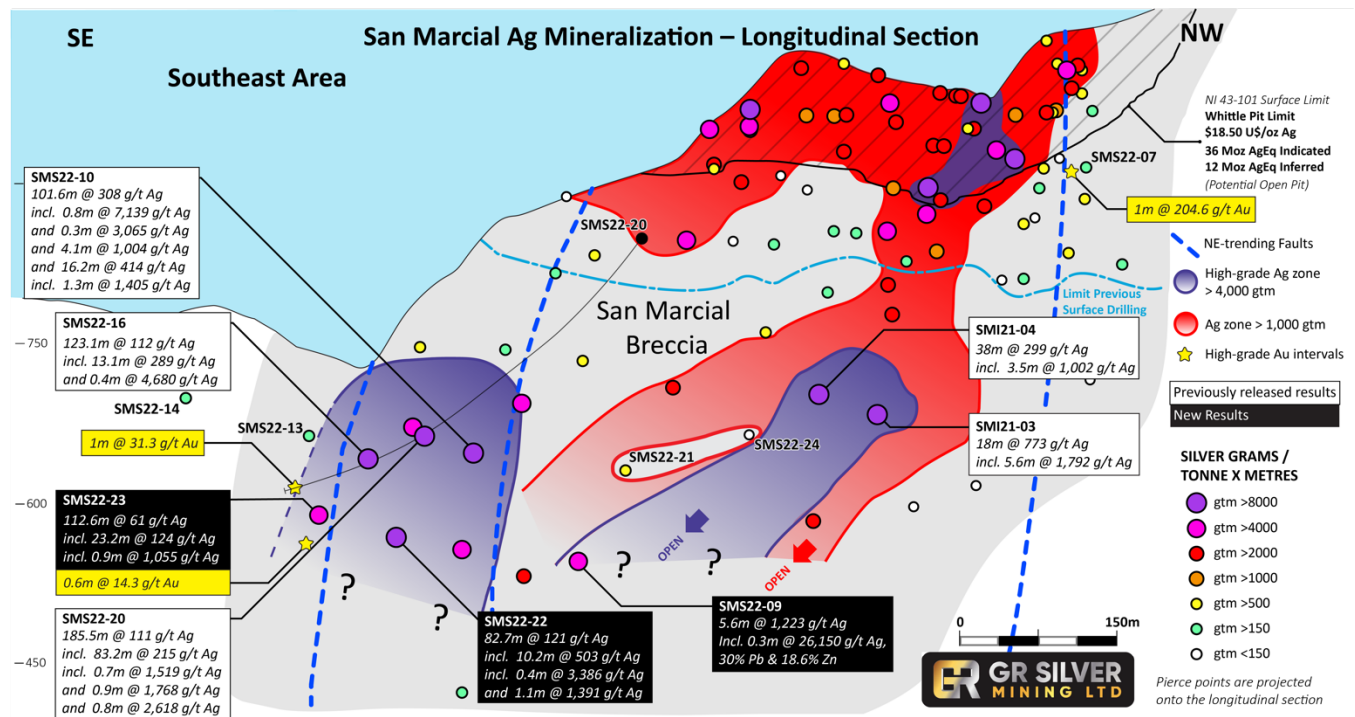 SE
San Marcial Ag Mineralization – Longitudinal Section
NW
Southeast Area
NI 43-101 Surface Limit
Whittle Pit Limit
$18.50 U$/oz Ag
36 Moz AgEq Indicated
12 Moz AgEq Inferred
(Potential Open Pit)
SMS22-07
1m @ 204.6 g/t Au
SMS22-10
101.6m @ 308 g/t Ag
incl. 0.8m @ 7,139 g/t Ag
and 0.3m @ 3,065 g/t Ag
and 4.1m @ 1,004 g/t Ag
and 16.2m @ 414 g/t Ag
incl. 1.3m @ 1,405 g/t Ag
SMS22-20
NE-trending Faults
High-grade Ag zone
> 4,000 gtm
Ag zone > 1,000 gtm
High-grade Au intervals
Limit Previous
Surface Drilling
San Marcial
Breccia
SMS22-16
123.1m @ 112 g/t Ag
incl. 13.1m @ 289 g/t Ag
and 0.4m @ 4,680 g/t Ag
—750
SMI21-04
38m @ 299 g/t Ag
incl. 3.5m @ 1,002 g/t Ag
Previously released results
New Results
SMS22-14
SMS22-13
1m @ 31.3 g/t Au
SMI21-03
18m @ 773 g/t Ag
incl. 5.6m @ 1,792 g/t Ag
SMS22-24
SMS22-21
SILVER GRAMS /
TONNE X METRES
gtm >8000
gtm >4000
gtm >2000
gtm >1000
gtm >500
gtm >150
gtm <150
—600
SMS22-23
112.6m @ 61 g/t Ag
incl. 23.2m @ 124 g/t Ag
incl. 0.9m @ 1,055 g/t Ag
0.6m @ 14.3 g/t Au
OPEN
OPEN
?
?
?
?
SMS22-20
185.5m @ 111 g/t Ag
incl. 83.2m @ 215 g/t Ag
incl. 0.7m @ 1,519 g/t Ag
and 0.9m @ 1,768 g/t Ag
and 0.8m @ 2,618 g/t Ag
SMS22-22
82.7m @ 121 g/t Ag
incl. 10.2m @ 503 g/t Ag
incl. 0.4m @ 3,386 g/t Ag
and 1.1m @ 1,391 g/t Ag
SMS22-09
5.6m @ 1,223 g/t Ag
Incl. 0.3m @ 26,150 g/t Ag,
30% Pb & 18.6% Zn
0
150m
—450
GR SILVER
MINING LTD
Pierce points are projected
onto the longitudinal section